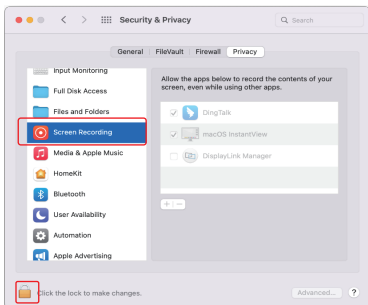 Security & Privacy
Search
General
FileVault
Firewall
Privacy
Input Monitoring
Full Disk Access
Files and Folders
Screen Recording
Media & Apple Music
HomeKit
Bluetooth
User Availability
Automation
Apple Advertising
Allow the apps below to record the contents of your
screen, even while using other apps.
DingTalk
macOS InstantView
DisplayLink Manager
+ −
Click the lock to make changes.
Advanced...
?